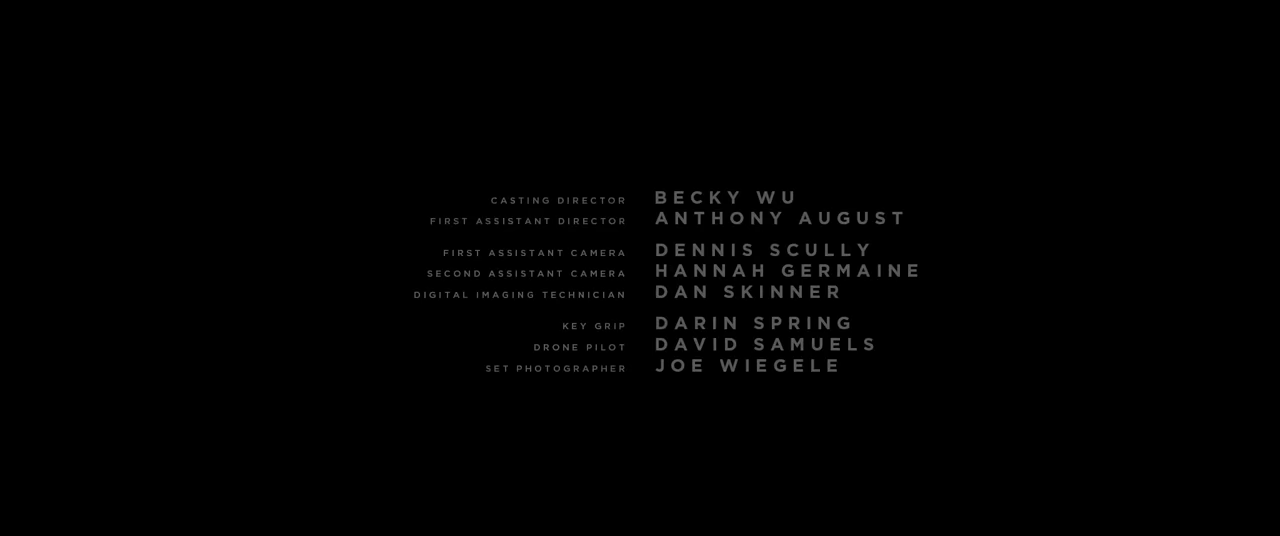 CASTING DIRECTOR BECKY WU
FIRST ASSISTANT DIRECTOR ANTHONY AUGUST
FIRST ASSISTANT CAMERA DENNIS SCULLY
SECOND ASSISTANT CAMERA HANNAH GERMAINE
DIGITAL IMAGING TECHNICIAN DAN SKINNER
KEY GRIP DARIN SPRING
DRONE PILOT DAVID SAMUELS
SET PHOTOGRAPHER JOE WIEGELE